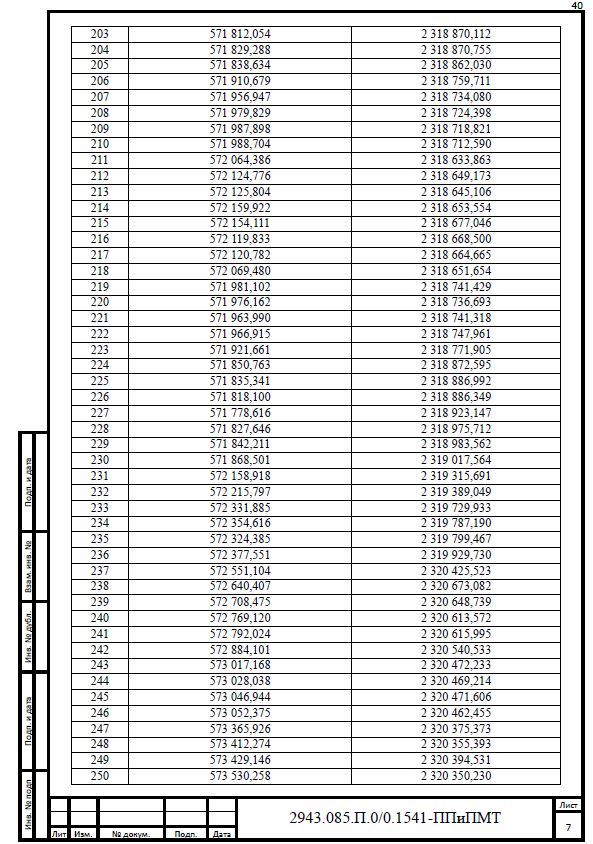 40
203 571 812,054 2 318 870,112
204 571 829,288 2 318 870,755
205 571 838,634 2 318 862,030
206 571 910,679 2 318 759,711
207 571 956,947 2 318 734,080
208 571 979,829 2 318 724,398
209 571 987,898 2 318 718,821
210 571 988,704 2 318 712,590
211 572 064,386 2 318 633,863
212 572 124,776 2 318 649,173
213 572 125,804 2 318 645,106
214 572 159,922 2 318 653,554
215 572 154,111 2 318 677,046
216 572 119,833 2 318 668,500
217 572 120,782 2 318 664,665
218 572 069,480 2 318 651,654
219 571 981,102 2 318 741,429
220 571 976,162 2 318 736,693
221 571 963,990 2 318 741,318
222 571 966,915 2 318 747,961
223 571 921,661 2 318 771,905
224 571 850,763 2 318 872,595
225 571 835,341 2 318 886,992
226 571 818,100 2 318 886,349
227 571 778,616 2 318 923,147
228 571 827,646 2 318 975,712
229 571 842,211 2 318 983,562
230 571 868,501 2 319 017,564
231 572 158,918 2 319 315,691
232 572 215,797 2 319 389,049
233 572 331,885 2 319 729,933
234 572 354,616 2 319 787,190
235 572 324,385 2 319 799,467
236 572 377,551 2 319 929,730
237 572 551,104 2 320 425,523
238 572 640,407 2 320 673,082
239 572 708,475 2 320 648,739
240 572 769,120 2 320 613,572
241 572 792,024 2 320 615,995
242 572 884,101 2 320 540,533
243 573 017,168 2 320 472,233
244 573 028,038 2 320 469,214
245 573 046,944 2 320 471,606
246 573 052,375 2 320 462,455
247 573 365,926 2 320 375,373
248 573 412,274 2 320 355,393
249 573 429,146 2 320 394,531
250 573 530,258 2 320 350,230
Подп. и дата
Взам. инв. №
Инв. № дубл.
Подп. и дата
Инв. № подп
Лит Изм. № докум. Подп. Дата
2943.085.П.0/0.1541-ППиПМТ
Лист
7